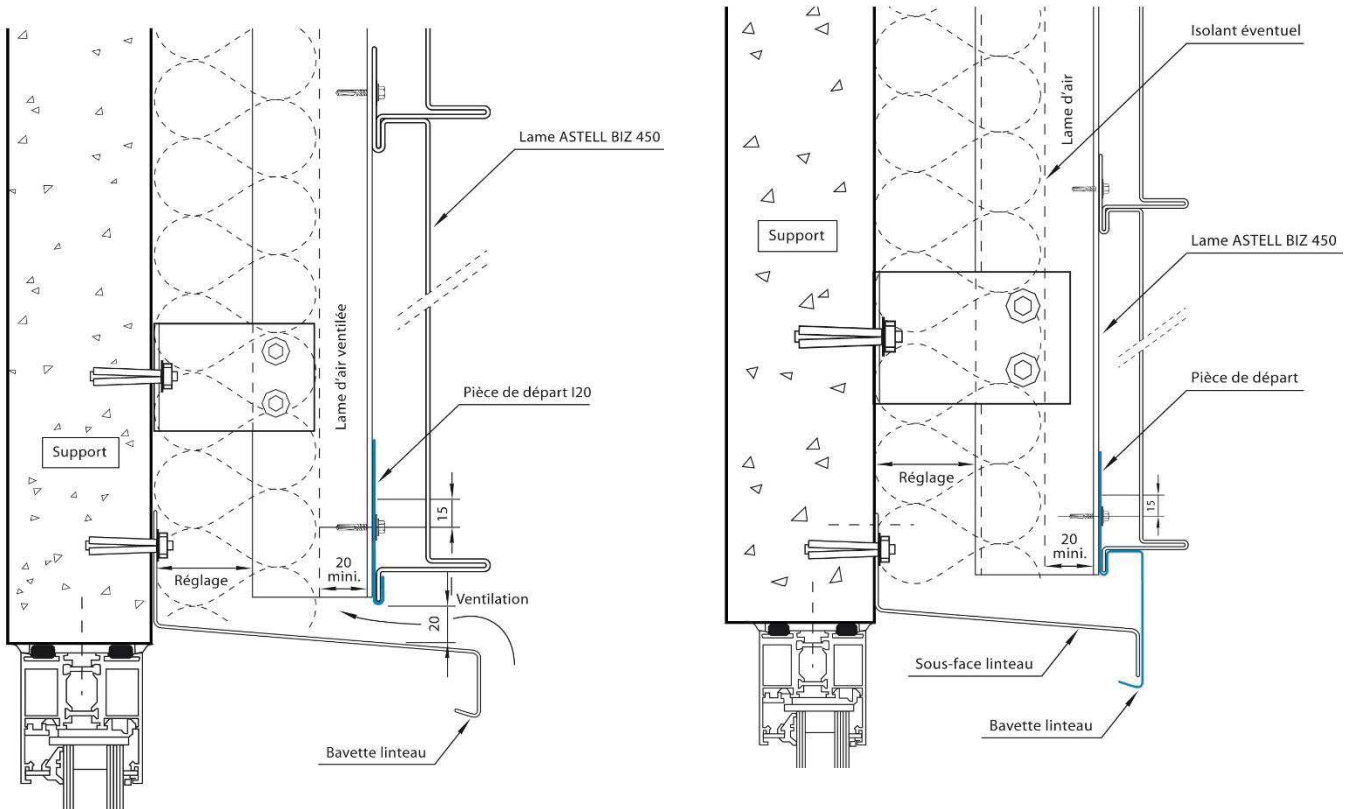 Lame ASTELL BIZ 450
Lame d'air ventilée
Pièce de départ I20
Support
15
20
mini.
Réglage
Ventilation
20
Bavette linteau
Isolant éventuel
Lame d'air
Support
Lame ASTELL BIZ 450
Pièce de départ
Réglage
15
20
mini.
Sous-face linteau
Bavette linteau